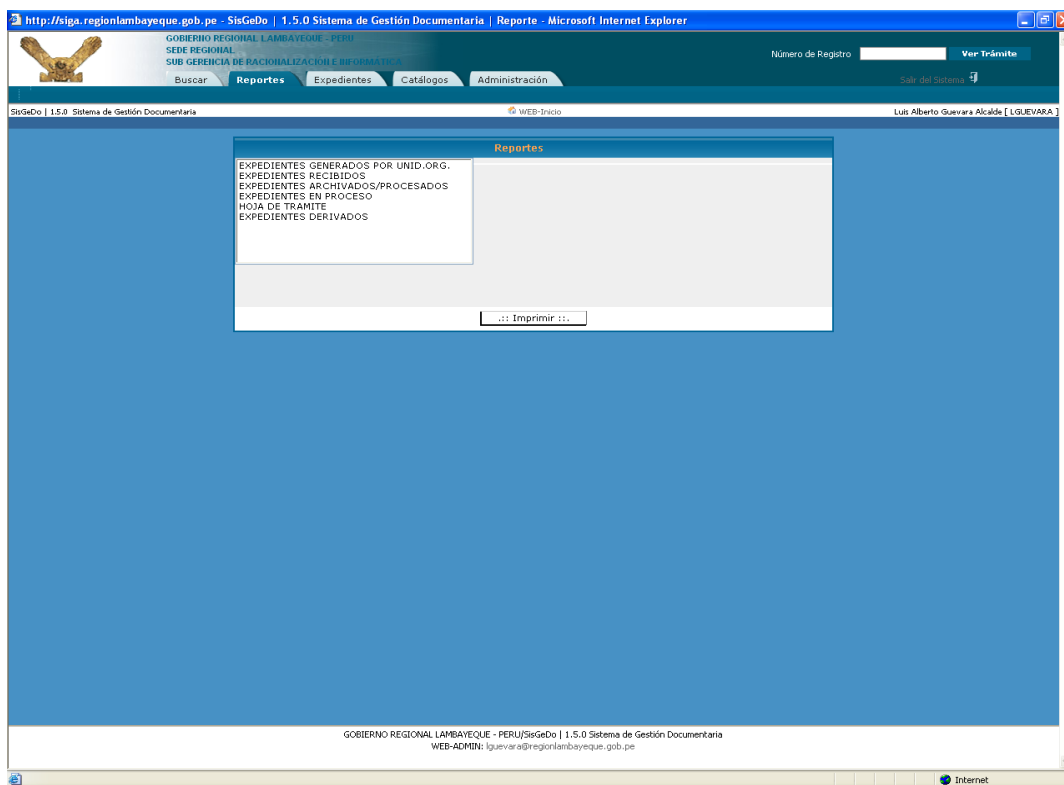 http://siga.regionlambayeque.gob.pe - SisGeDo | 1.5.0 Sistema de Gestión Documentaria | Reporte - Microsoft Internet Explorer
GOBIERNO REGIONAL LAMBAYEQUE - PERU
SEDE REGIONAL
SUB GERENCIA DE RACIONALIZACIÓN E INFORMATICA
Número de Registro Ver Trámite
Buscar Reportes Expedientes Catálogos Administración Salir del Sistema
SisGeDo | 1.5.0 Sistema de Gestión Documentaria WEB-Inicio Luis Alberto Guevara Alcalde [ LGUEVARA ]
Reportes
EXPEDIENTES GENERADOS POR UNID.ORG.
EXPEDIENTES RECIBIDOS
EXPEDIENTES ARCHIVADOS/PROCESADOS
EXPEDIENTES EN PROCESO
HOJA DE TRAMITE
EXPEDIENTES DERIVADOS
.:: Imprimir ::.
GOBIERNO REGIONAL LAMBAYEQUE - PERU/SisGeDo | 1.5.0 Sistema de Gestión Documentaria
WEB-ADMIN: lguevara@regionlambayeque.gob.pe
Internet